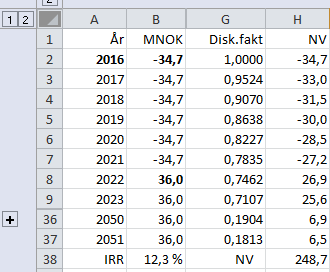 2
1 2 A B G H
1 År MNOK Disk.fakt NV
2 2016 -34,7 1,0000 -34,7
3 2017 -34,7 0,9524 -33,0
4 2018 -34,7 0,9070 -31,5
5 2019 -34,7 0,8638 -30,0
6 2020 -34,7 0,8227 -28,5
7 2021 -34,7 0,7835 -27,2
8 2022 36,0 0,7462 26,9
9 2023 36,0 0,7107 25,6
36 2050 36,0 0,1904 6,9
37 2051 36,0 0,1813 6,5
38 IRR 12,3 % NV 248,7